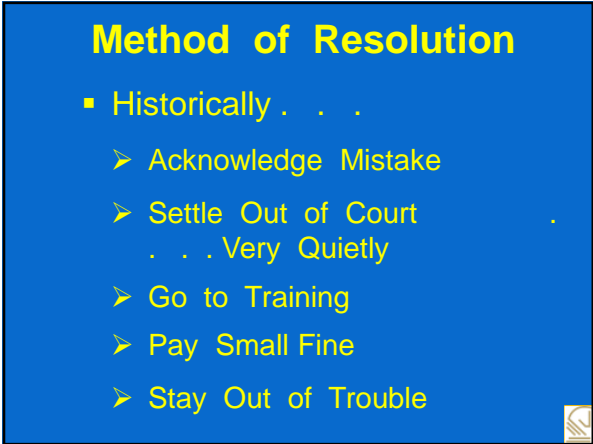 Method of Resolution
▪ Historically . . .
➢ Acknowledge Mistake
➢ Settle Out of Court .
. . . Very Quietly
➢ Go to Training
➢ Pay Small Fine
➢ Stay Out of Trouble